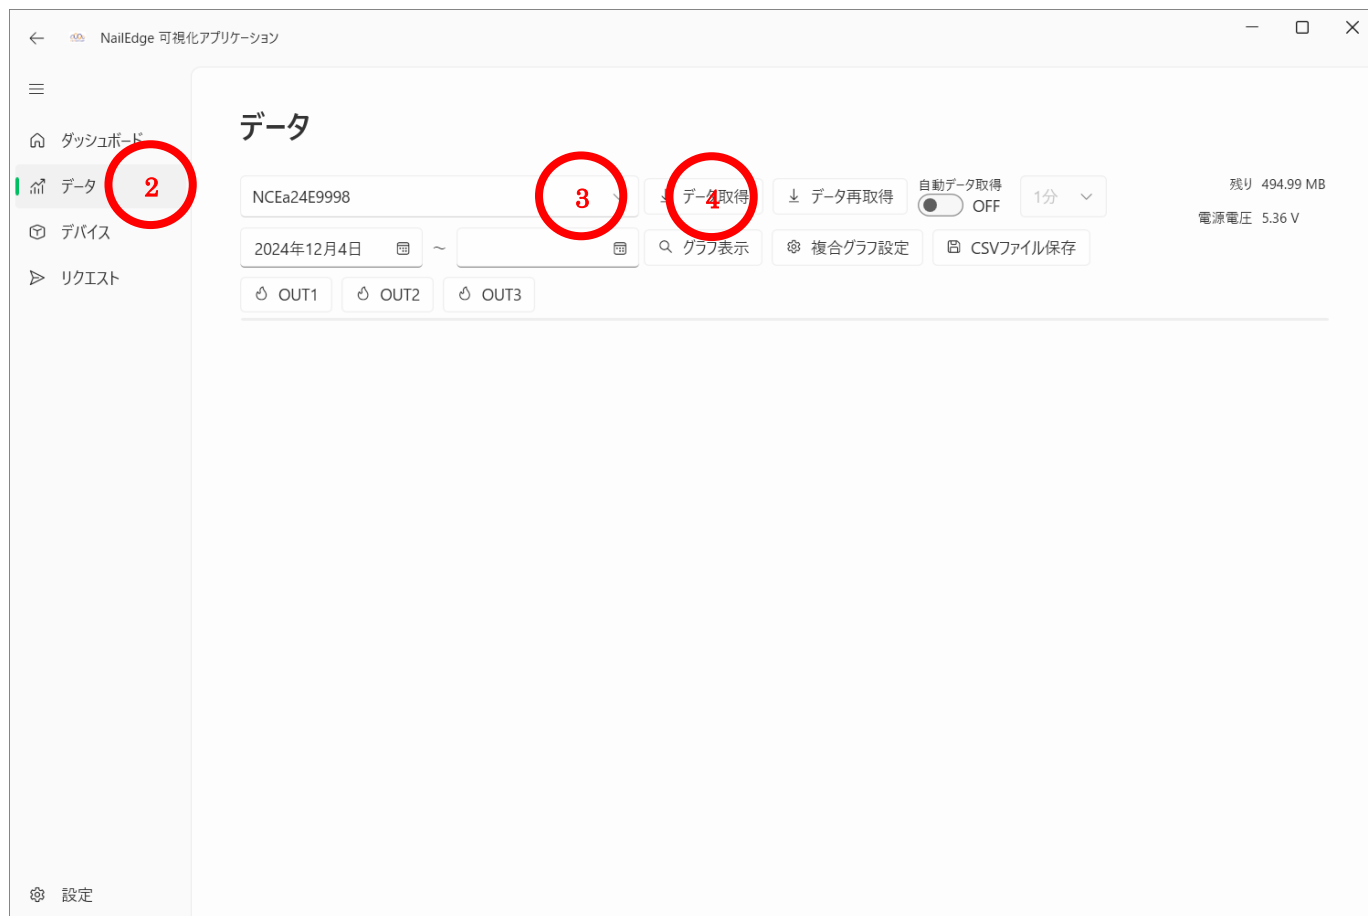 NailEdge 可視化アプリケーション
ダッシュボード
データ
2
デバイス
リクエスト
設定
データ
NCEa24E9998
3
データ取得
4
データ再取得
自動データ取得
OFF
1分
残り 494.99 MB
電源電圧 5.36 V
2024年12月4日
~
グラフ表示
複合グラフ設定
CSVファイル保存
OUT1 OUT2 OUT3